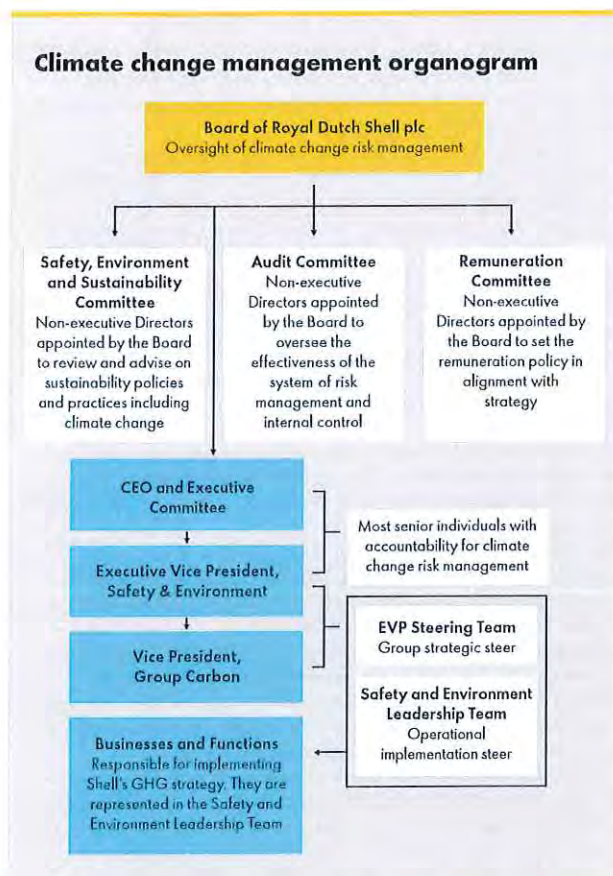 Climate change management organogram
Board of Royal Dutch Shell plc
Oversight of climate change risk management
Safety, Environment
and Sustainability
Committee
Non-executive Directors
appointed by the Board
to review and advise on
sustainability policies
and practices including
climate change
Audit Committee
Non-executive
Directors appointed
by the Board to
oversee the
effectiveness of the
system of risk
management and
internal control
Remuneration
Committee
Non-executive
Directors appointed by
the Board to set the
remuneration policy in
alignment with
strategy
CEO and Executive
Committee
Most senior individuals with
accountability for climate
change risk management
Executive Vice President,
Safety & Environment
EVP Steering Team
Group strategic steer
Vice President,
Group Carbon
Safety and Environment
Leadership Team
Operational
implementation steer
Businesses and Functions
Responsible for implementing
Shell's GHG strategy. They are
represented in the Safety and
Environment Leadership Team